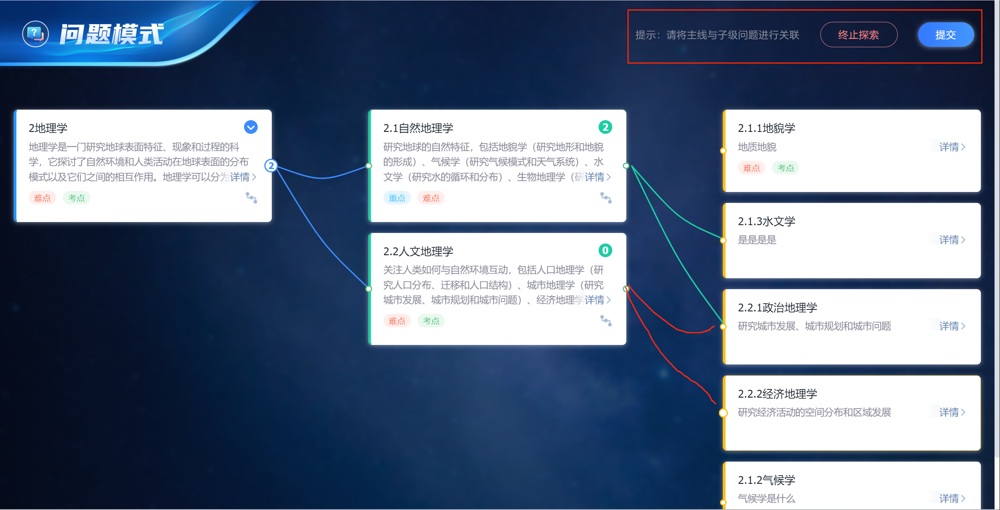 问题模式
提示：请将主线与子级问题进行关联
终止探索
提交
2地理学
地理学是一门研究地球表面特征、现象和过程的科
学，它探讨了自然环境和人类活动在地球表面的分布
模式以及它们之间的相互作用。地理学可以分为详情
难点 考点
2
2.1自然地理学
2
研究地球的自然特征，包括地貌学（研究地形和地貌
的形成）、气候学（研究气候模式和天气系统）、水
文学（研究水的循环和分布）、生物地理学（研详情
重点 难点
2.2人文地理学
0
关注人类如何与自然环境互动，包括人口地理学（研
究人口分布、迁移和人口结构）、城市地理学（研究
城市发展、城市规划和城市问题）、经济地理学详情
难点 考点
2.1.1地貌学
地质地貌 详情
难点 考点
2.1.3水文学
是是是是 详情
2.2.1政治地理学
研究城市发展、城市规划和城市问题 详情
2.2.2经济地理学
研究经济活动的空间分布和区域发展 详情
2.1.2气候学
气候学是什么 详情